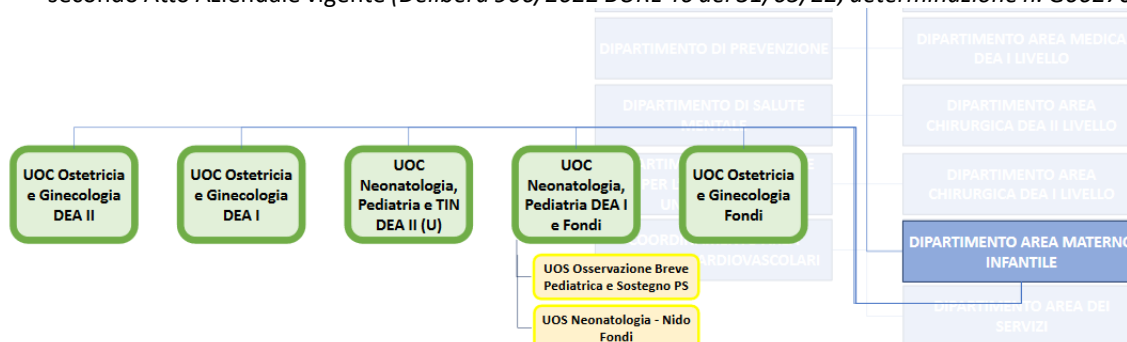 DIPARTIMENTO DI PREVENZIONE
DIPARTIMENTO AREA MEDICA
DEA I LIVELLO
DIPARTIMENTO DI SALUTE
MENTALE
DIPARTIMENTO AREA
CHIRURGICA DEA II LIVELLO
UOC Ostetricia
e Ginecologia
DEA II
UOC Ostetricia
e Ginecologia
DEA I
UOC
Neonatologia,
Pediatria e TIN
DEA II (U)
UOC
Neonatologia,
Pediatria DEA I
e Fondi
UOC Ostetricia
e Ginecologia
Fondi
DIPARTIMENTO AREA
CHIRURGICA DEA I LIVELLO
DIPARTIMENTO AREA MATERNO
INFANTILE
UOS Osservazione Breve
Pediatrica e Sostegno PS
UOS Neonatologia - Nido
Fondi
DIPARTIMENTO AREA DEI
SERVIZI